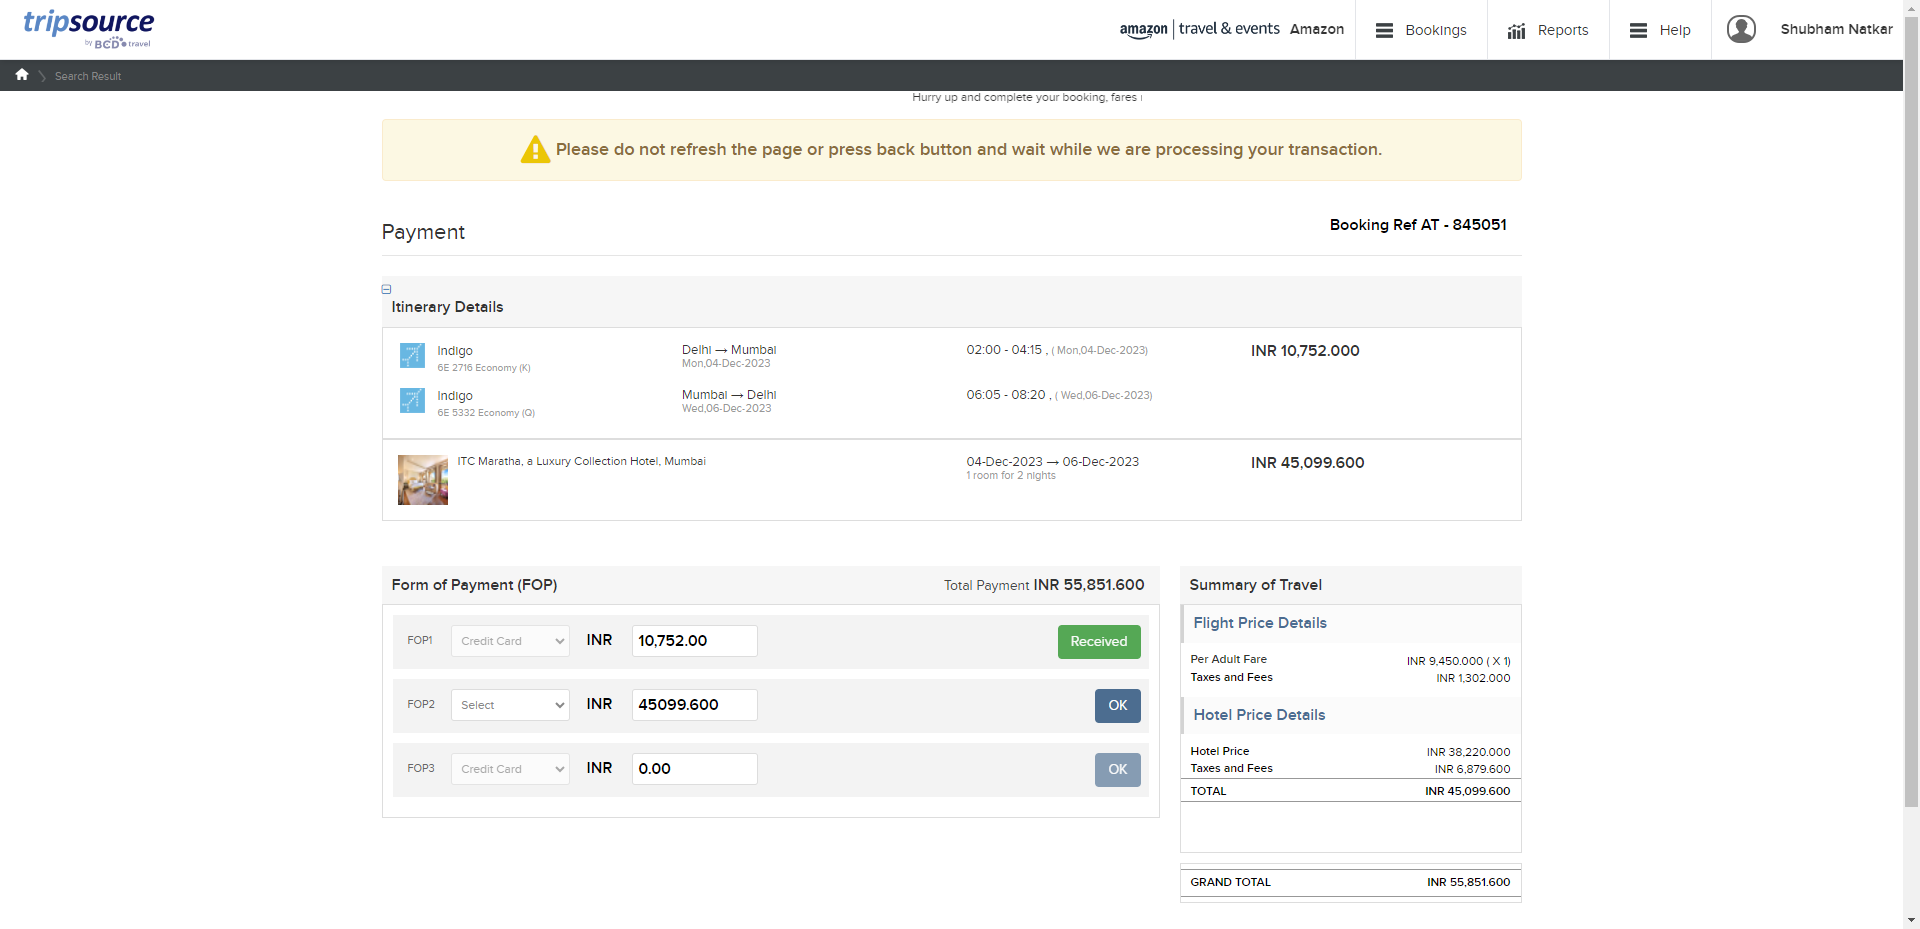 tripsource
by BCD travel
amazon | travel & events Amazon
Bookings
Reports
Help
Shubham Natkar
Search Result
Hurry up and complete your booking, fares
Please do not refresh the page or press back button and wait while we are processing your transaction.
Payment
Booking Ref AT - 845051
Itinerary Details
Indigo Delhi → Mumbai 02:00 - 04:15 , ( Mon,04-Dec-2023) INR 10,752.000
6E 2716 Economy (K) Mon,04-Dec-2023
Indigo Mumbai → Delhi 06:05 - 08:20 , ( Wed,06-Dec-2023)
6E 5332 Economy (Q) Wed,06-Dec-2023
ITC Maratha, a Luxury Collection Hotel, Mumbai 04-Dec-2023 → 06-Dec-2023 INR 45,099.600
1 room for 2 nights
Form of Payment (FOP) Total Payment INR 55,851.600
FOP1 Credit Card INR 10,752.00 Received
FOP2 Select INR 45099.600 OK
FOP3 Credit Card INR 0.00 OK
Summary of Travel
Flight Price Details
Per Adult Fare INR 9,450.000 ( X 1)
Taxes and Fees INR 1,302.000
Hotel Price Details
Hotel Price INR 38,220.000
Taxes and Fees INR 6,879.600
TOTAL INR 45,099.600
GRAND TOTAL INR 55,851.600